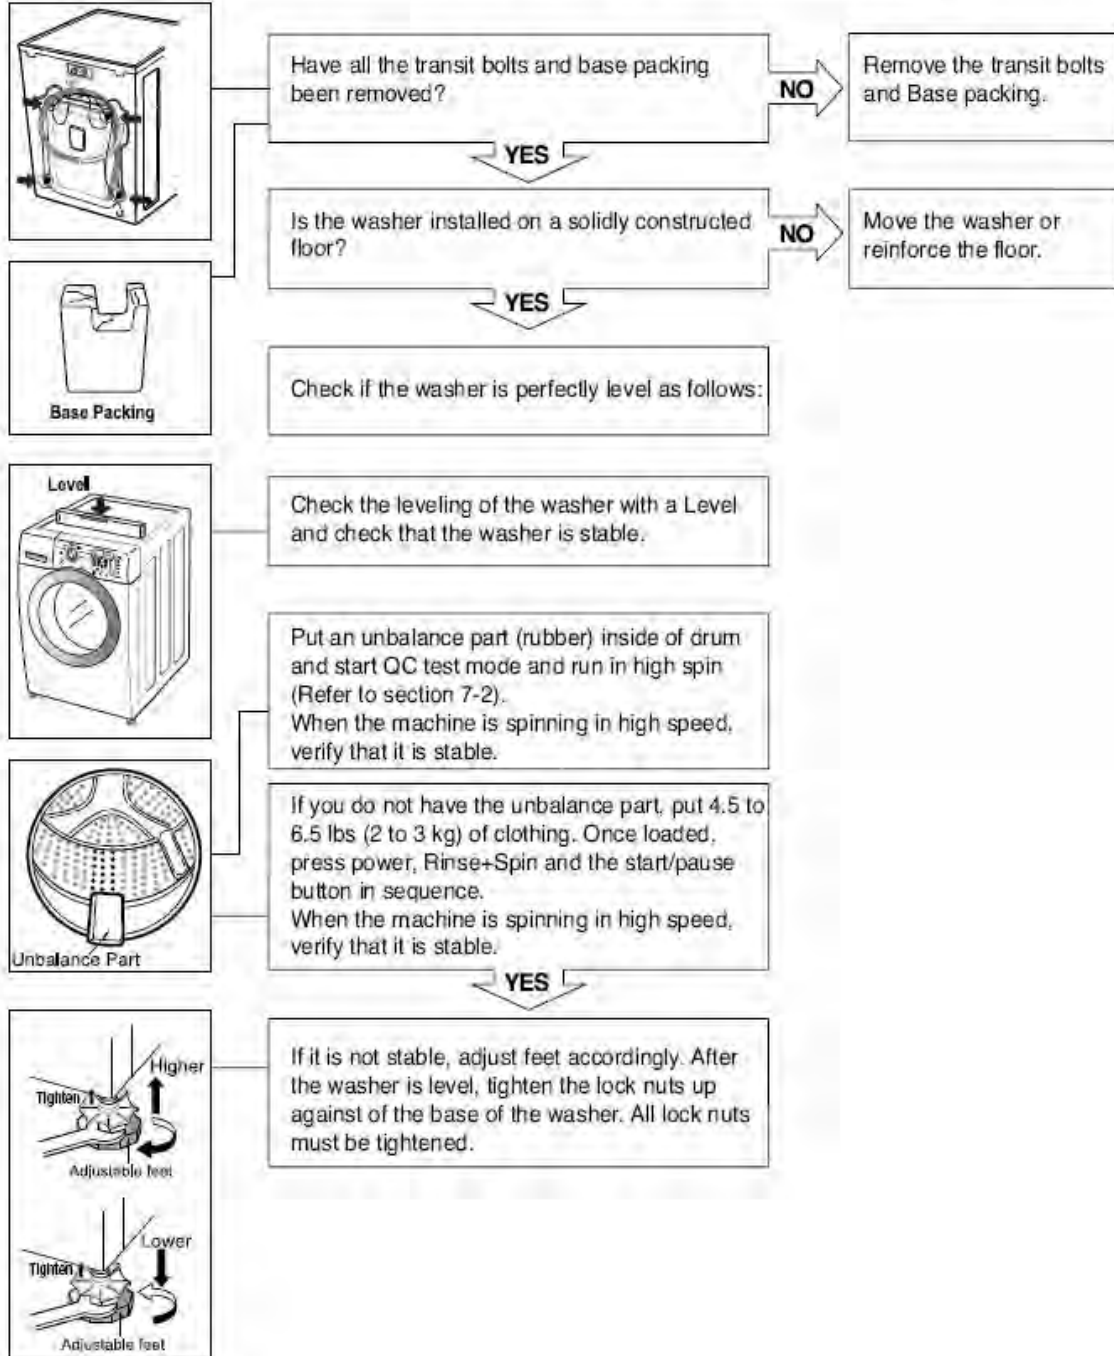 Have all the transit bolts and base packing
been removed?
NO
Remove the transit bolts
and Base packing.
YES
Is the washer installed on a solidly constructed
floor?
NO
Move the washer or
reinforce the floor.
YES
Base Packing
Check if the washer is perfectly level as follows:
Level
Check the leveling of the washer with a Level
and check that the washer is stable.
Put an unbalance part (rubber) inside of drum
and start QC test mode and run in high spin
(Refer to section 7-2).
When the machine is spinning in high speed,
verify that it is stable.
If you do not have the unbalance part, put 4.5 to
6.5 lbs (2 to 3 kg) of clothing. Once loaded,
press power, Rinse+Spin and the start/pause
button in sequence.
When the machine is spinning in high speed,
verify that it is stable.
Unbalance Part
YES
If it is not stable, adjust feet accordingly. After
the washer is level, tighten the lock nuts up
against of the base of the washer. All lock nuts
must be tightened.
Higher
Tighten
Adjustable feet
Lower
Tighten
Adjustable feet